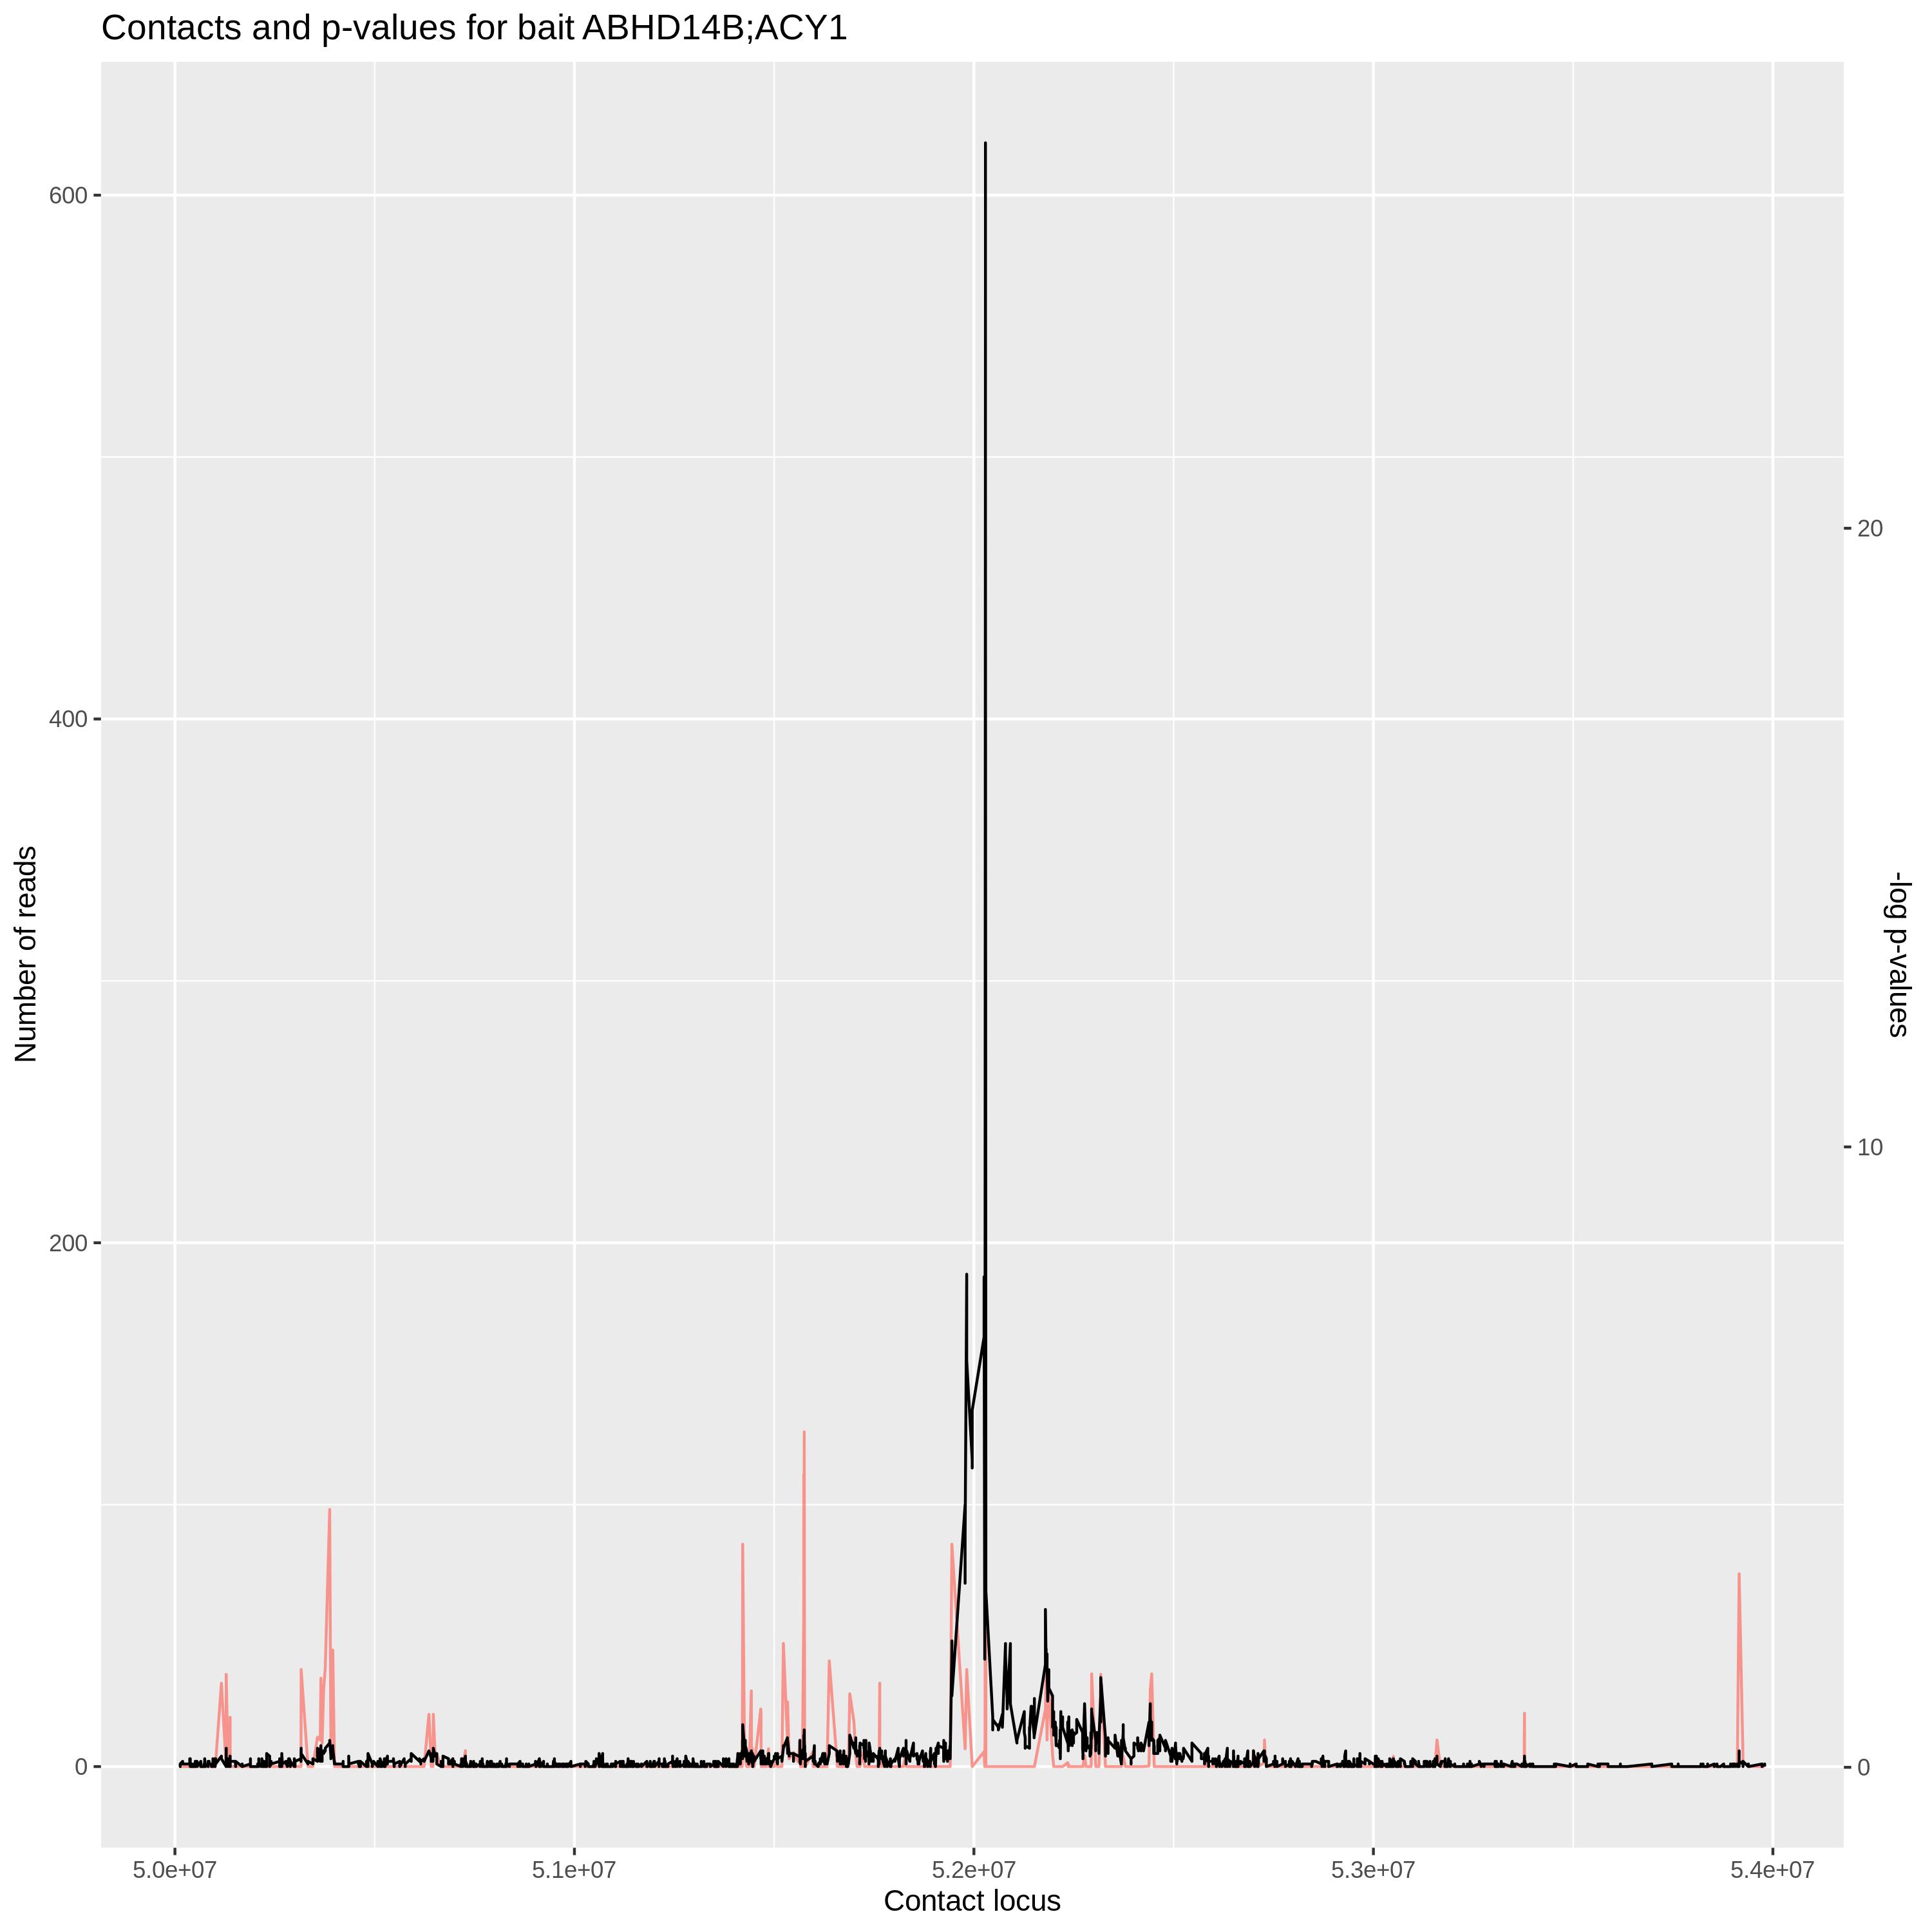 Contacts and p-values for bait ABHD14B;ACY1
600
400
200
0
Number of reads
20
10
0
-log p-values
5.0e+07
5.1e+07
5.2e+07
5.3e+07
5.4e+07
Contact locus